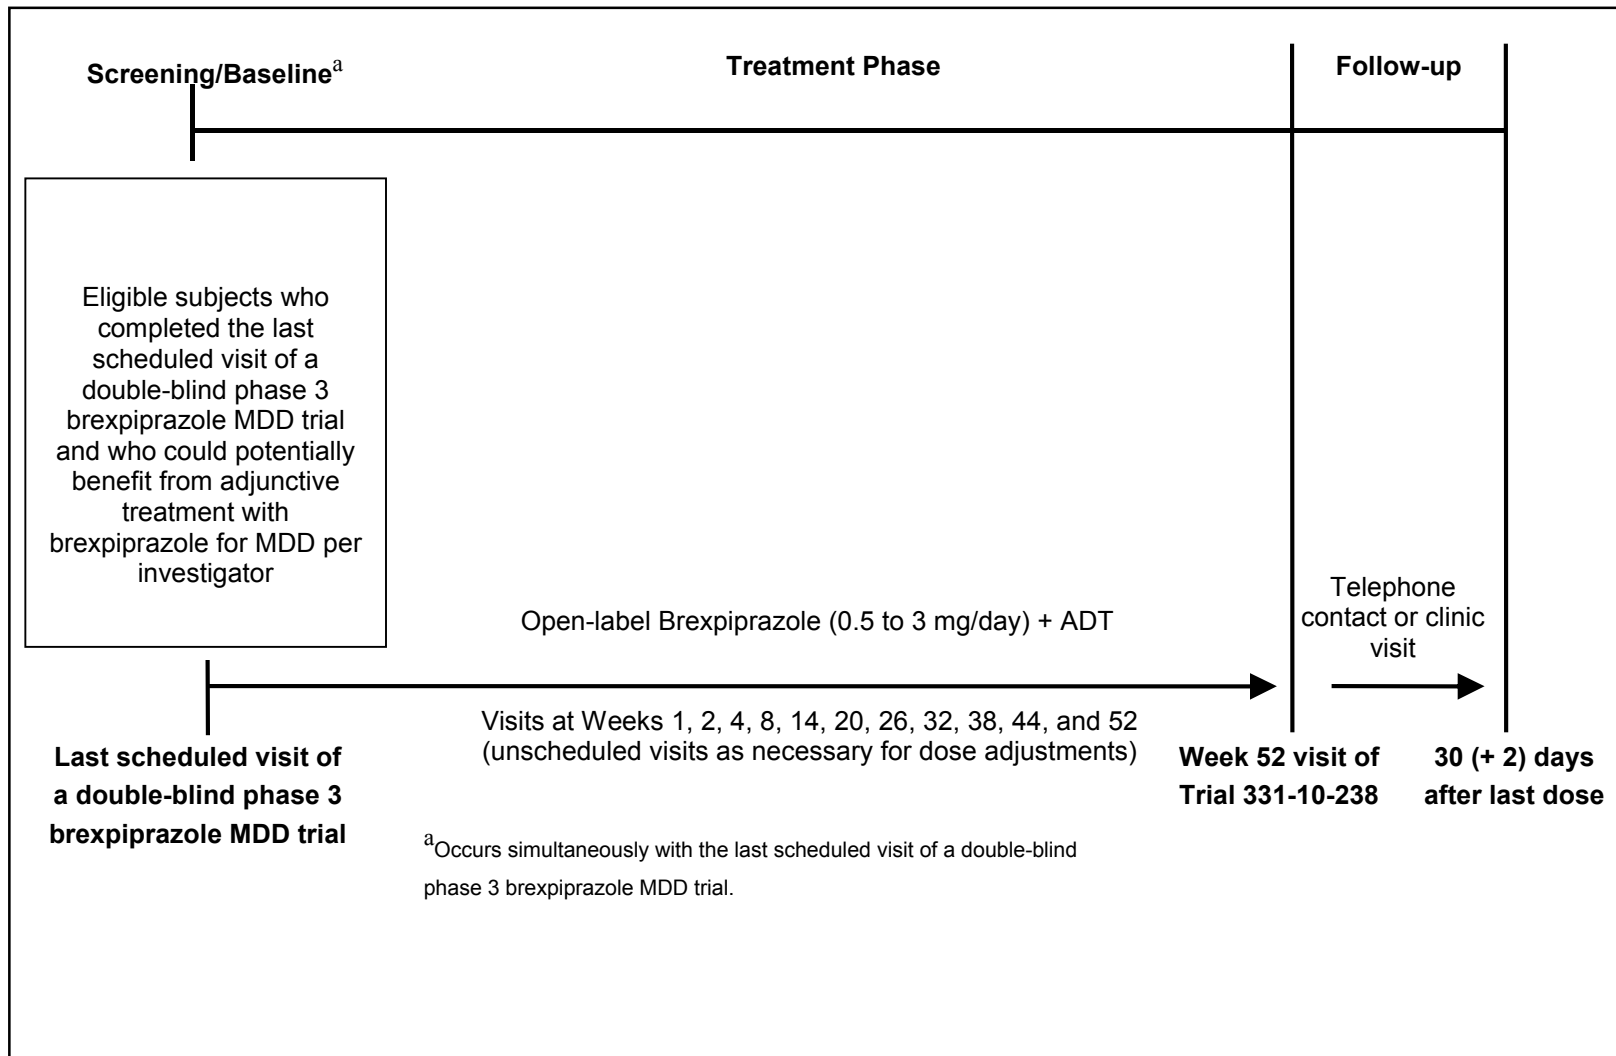 Screening/Baselineᵃ
Treatment Phase
Follow-up
Eligible subjects who
completed the last
scheduled visit of a
double-blind phase 3
brexpiprazole MDD trial
and who could potentially
benefit from adjunctive
treatment with
brexpiprazole for MDD per
investigator
Open-label Brexpiprazole (0.5 to 3 mg/day) + ADT
Telephone
contact or clinic
visit
Visits at Weeks 1, 2, 4, 8, 14, 20, 26, 32, 38, 44, and 52
(unscheduled visits as necessary for dose adjustments)
Last scheduled visit of
a double-blind phase 3
brexpiprazole MDD trial
Week 52 visit of
Trial 331-10-238
30 (+ 2) days
after last dose
ᵃOccurs simultaneously with the last scheduled visit of a double-blind
phase 3 brexpiprazole MDD trial.